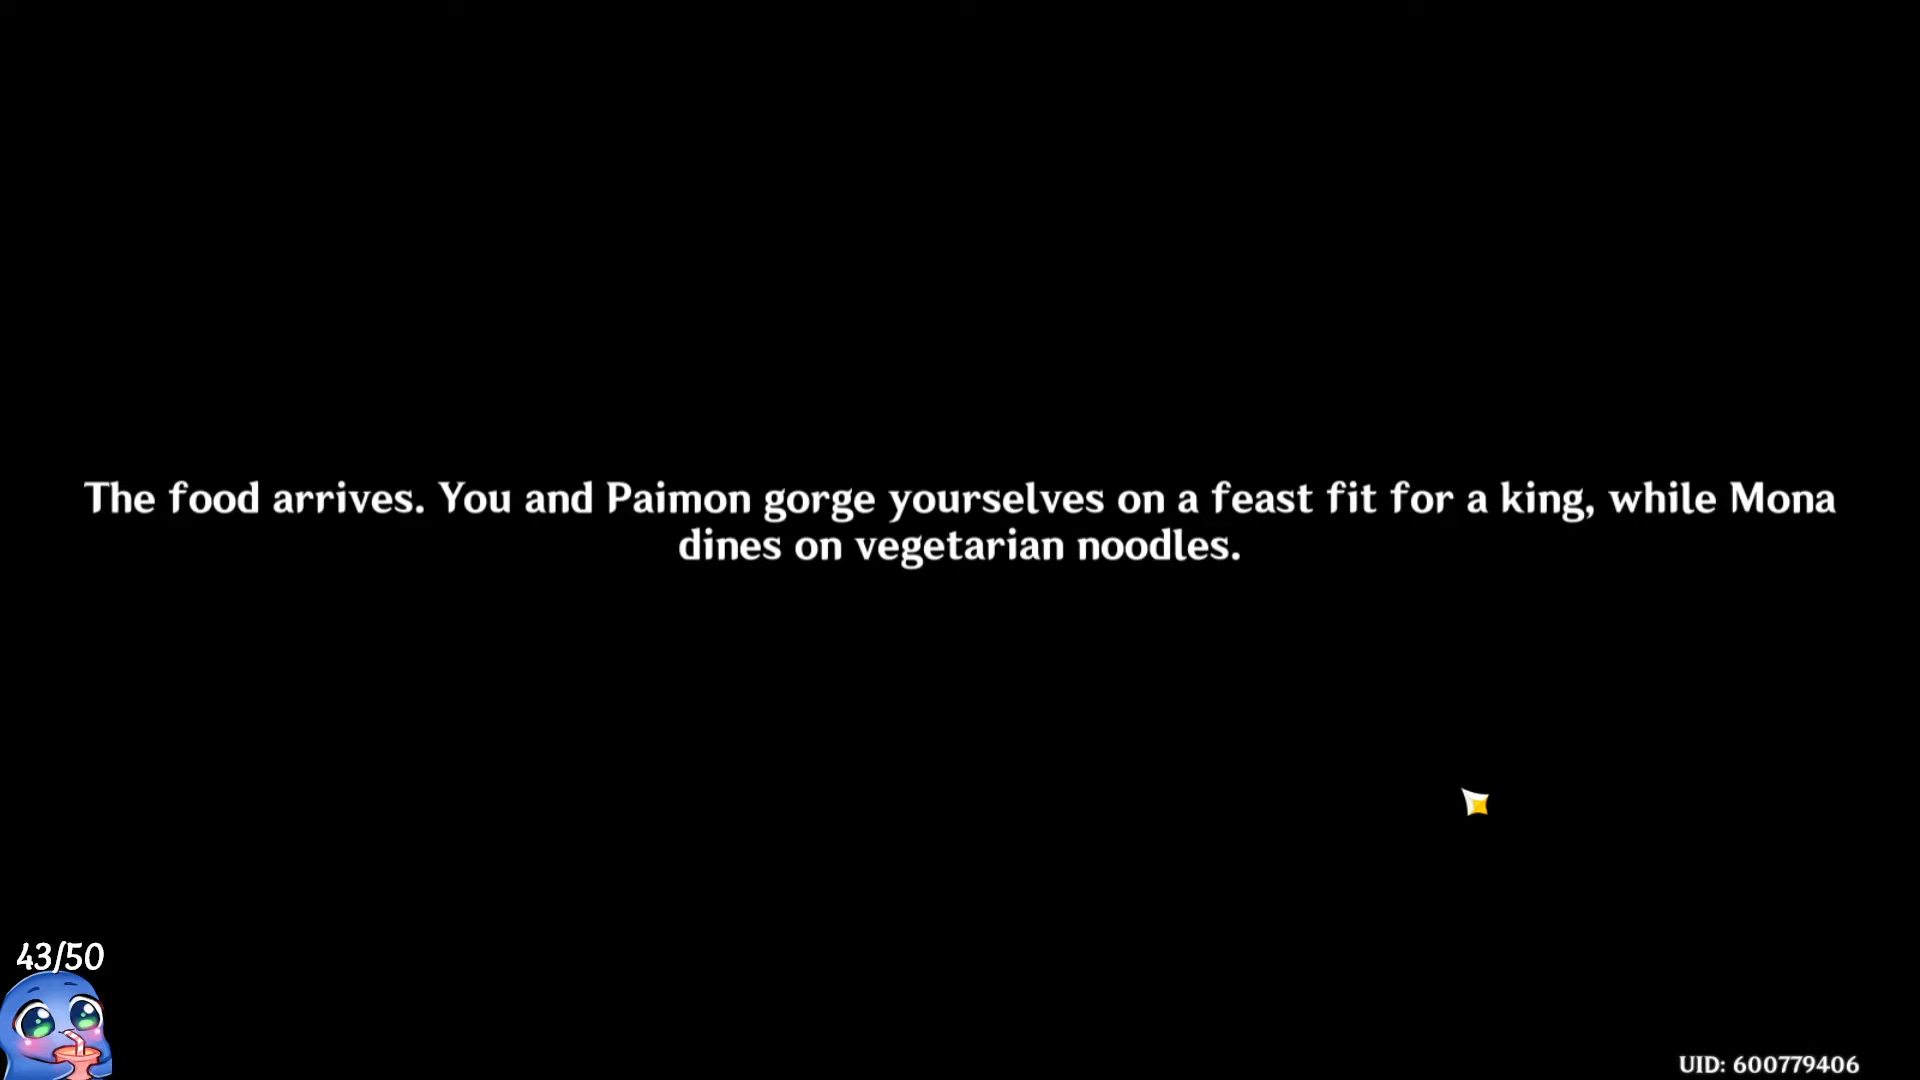 The food arrives. You and Paimon gorge yourselves on a feast fit for a king, while Mona
dines on vegetarian noodles.
43/50
UID: 600779406